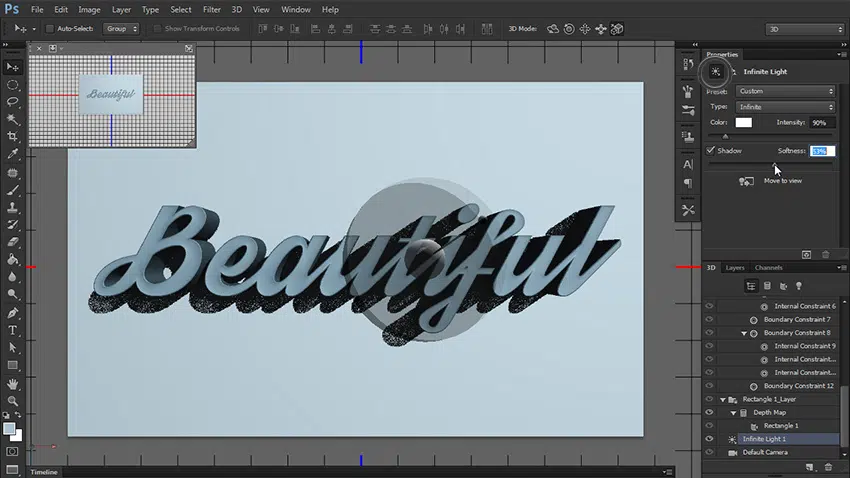 Ps File Edit Image Layer Type Select Filter 3D View Window Help
Auto-Select: Group Show Transform Controls 3D Mode: 3D
Beautiful
Beautiful
Properties
Infinite Light
Preset: Custom
Type: Infinite
Color: Intensity: 90%
Shadow Softness: 53%
Move to view
A|
3D Layers Channels
Internal Constraint 6
Boundary Constraint 7
Boundary Constraint 8
Internal Constraint 9
Internal Constraint...
Internal Constraint...
Boundary Constraint 12
Rectangle 1_Layer
Depth Map
Rectangle 1
Infinite Light 1
Default Camera
T
Timeline